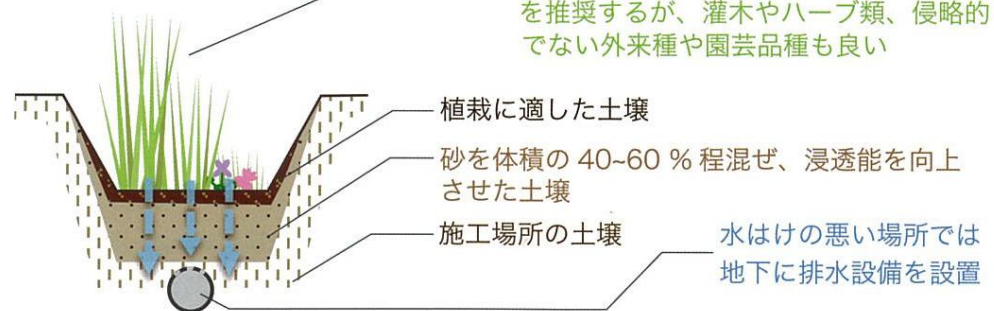 を推奨するが、灌木やハーブ類、侵略的
でない外来種や園芸品種も良い
植栽に適した土壌
砂を体積の 40~60 % 程混ぜ、浸透能を向上
させた土壌
施工場所の土壌
水はけの悪い場所では
地下に排水設備を設置